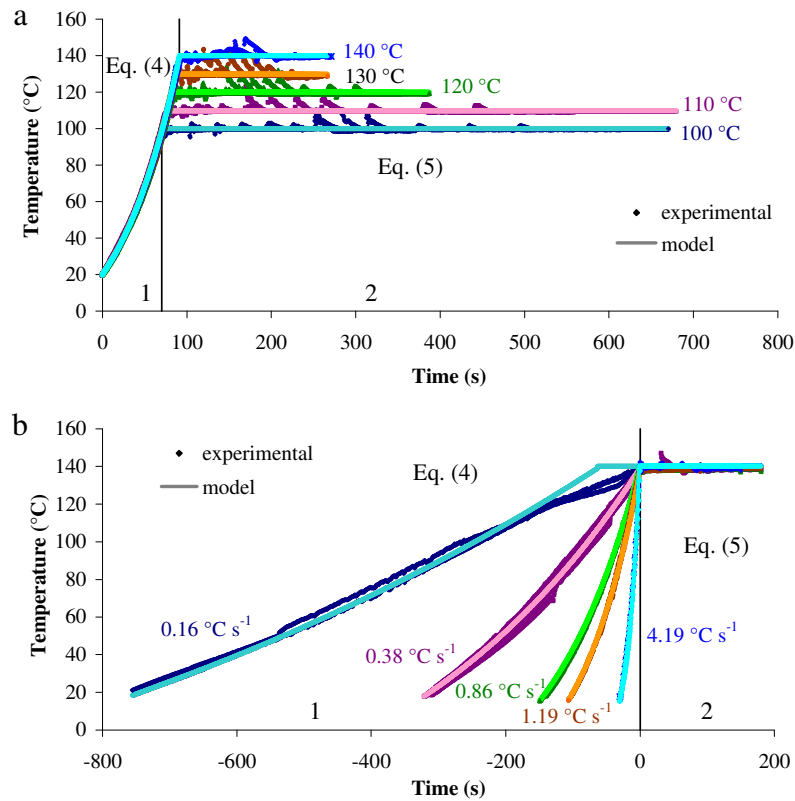 a
160
140
120
100
80
60
40
20
0
Temperature (°C)
Eq. (4)
140 °C
130 °C
120 °C
110 °C
100 °C
Eq. (5)
experimental
model
1
2
0 100 200 300 400 500 600 700 800
Time (s)
b
160
140
120
100
80
60
40
20
0
Temperature (°C)
experimental
model
Eq. (4)
Eq. (5)
0.16 °C s⁻¹
0.38 °C s⁻¹
0.86 °C s⁻¹
1.19 °C s⁻¹
4.19 °C s⁻¹
1
2
-800 -600 -400 -200 0 200
Time (s)